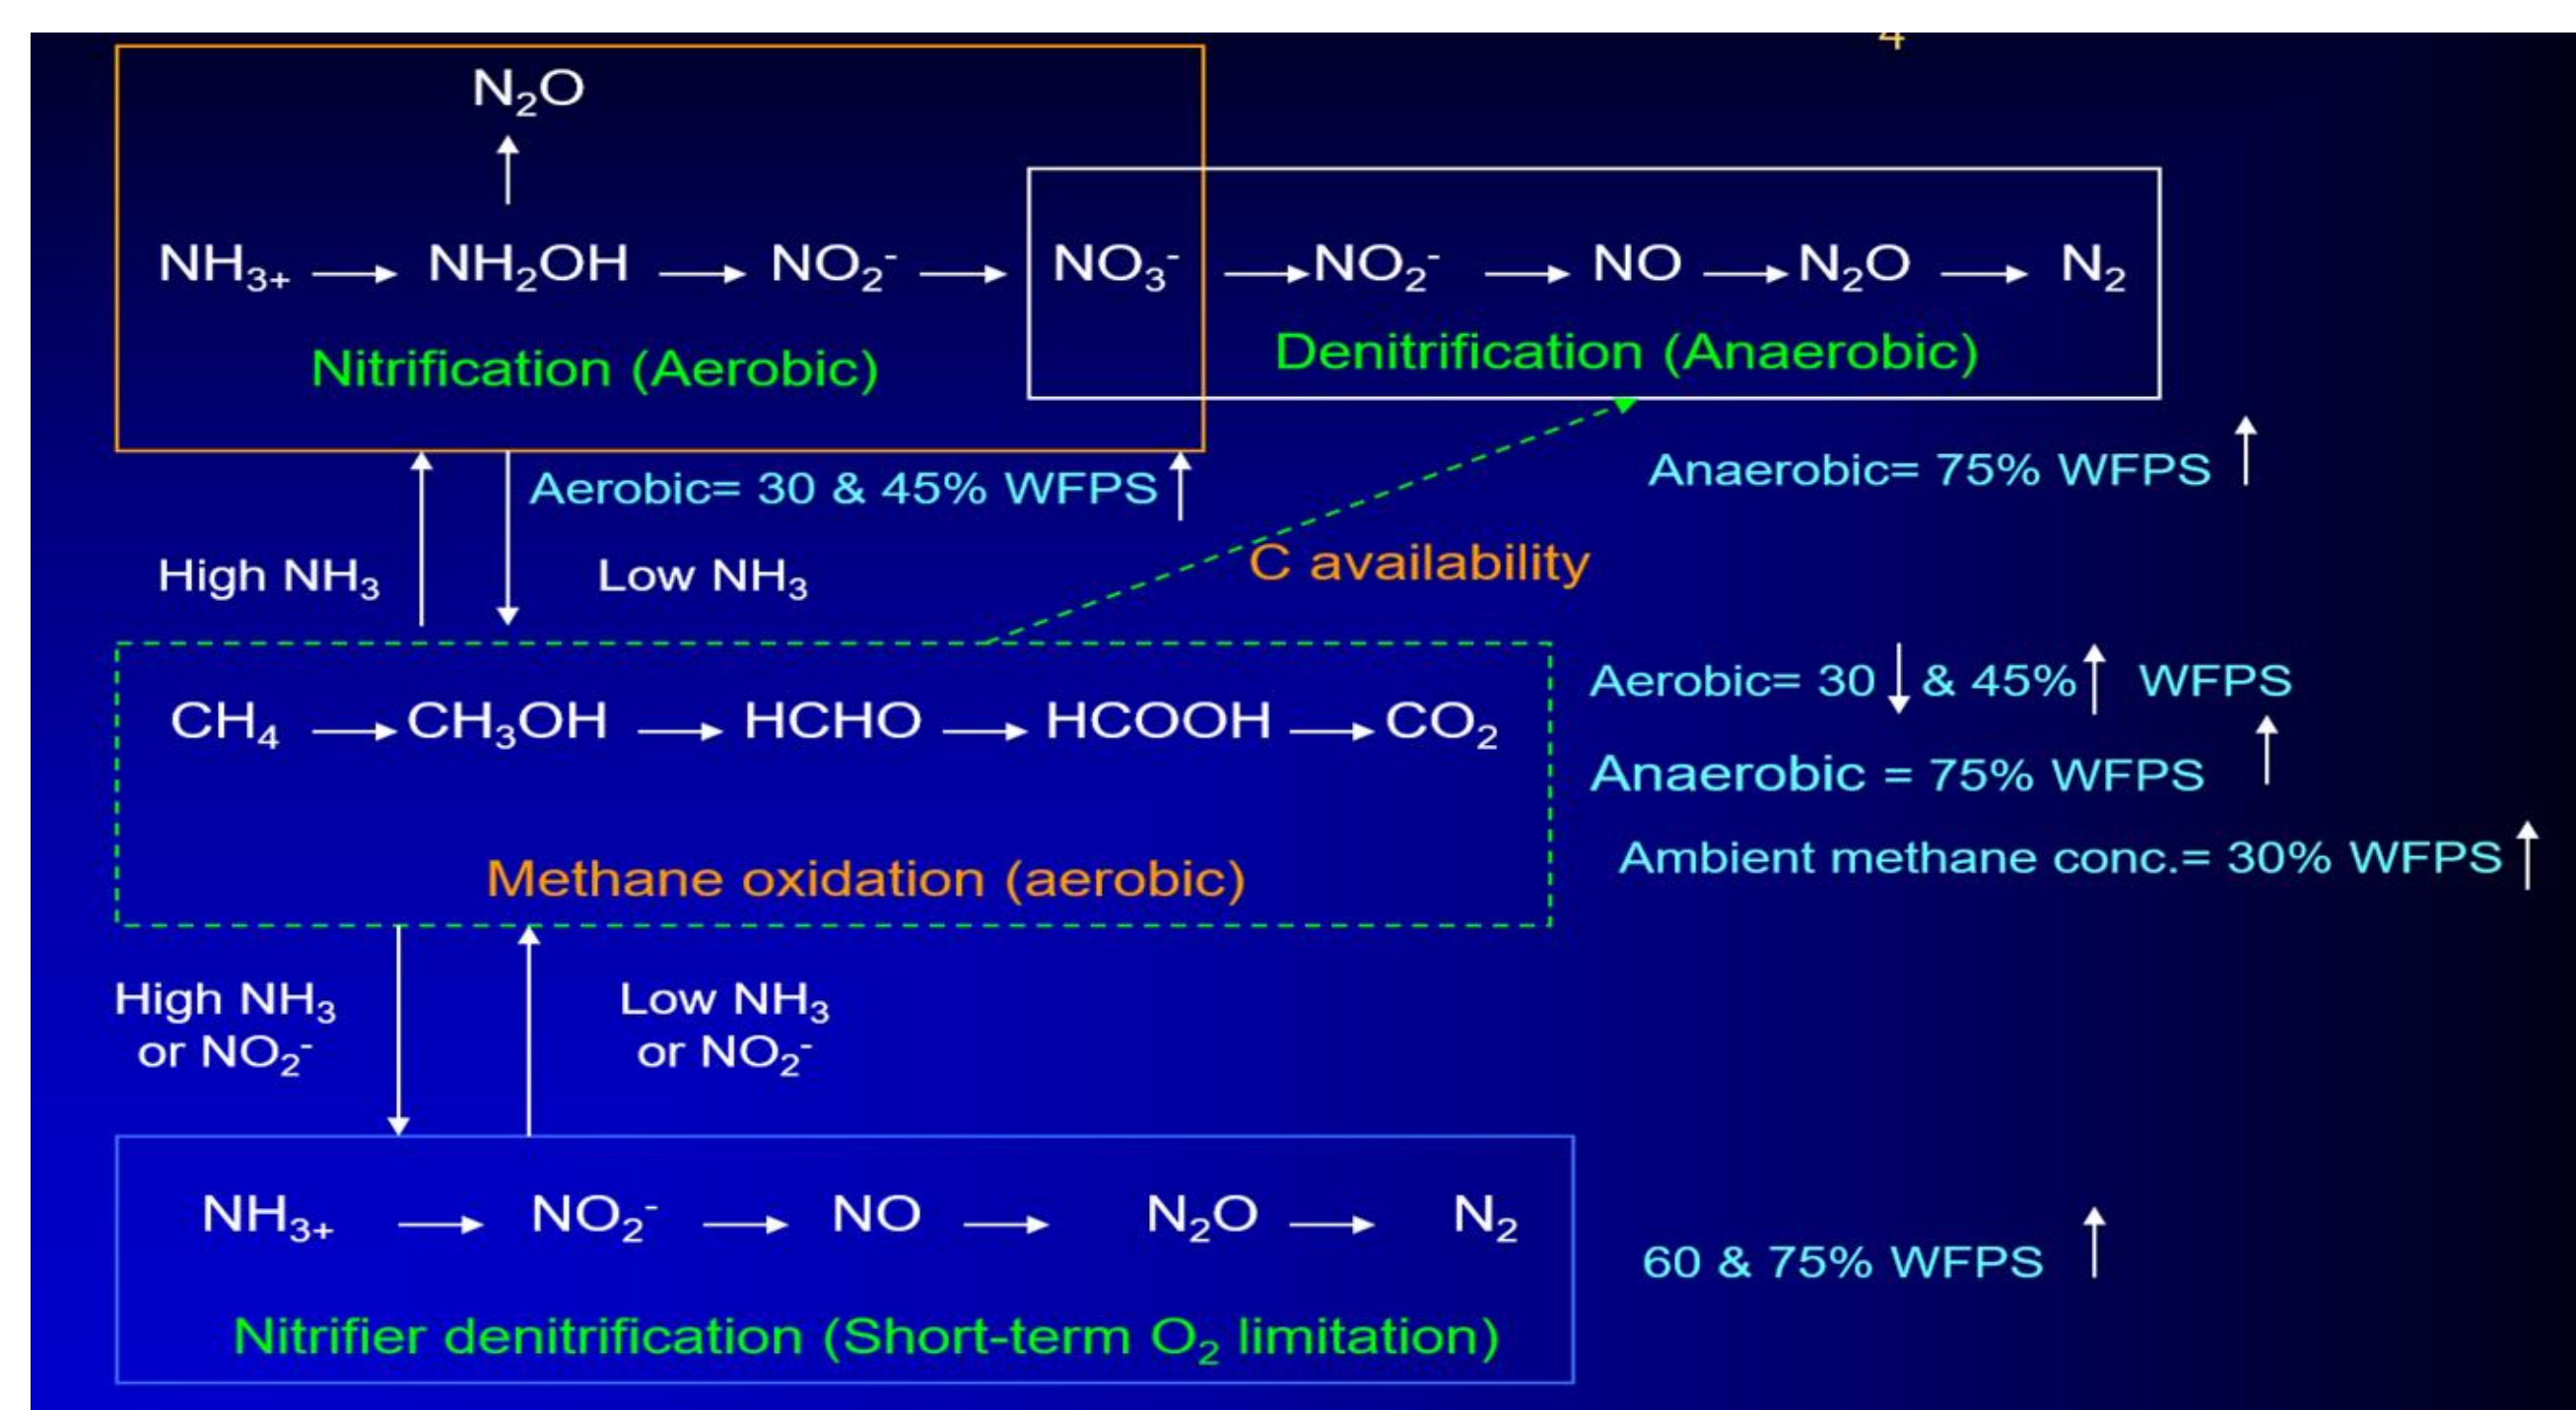 4
N₂O
NH₃₊ → NH₂OH → NO₂⁻ → NO₃⁻ → NO₂⁻ → NO → N₂O → N₂
Nitrification (Aerobic)
Denitrification (Anaerobic)
Aerobic= 30 & 45% WFPS ↑
Anaerobic= 75% WFPS ↑
High NH₃
Low NH₃
C availability
CH₄ → CH₃OH → HCHO → HCOOH → CO₂
Methane oxidation (aerobic)
Aerobic= 30 ↓ & 45% ↑ WFPS
Anaerobic = 75% WFPS ↑
Ambient methane conc.= 30% WFPS ↑
High NH₃
or NO₂⁻
Low NH₃
or NO₂⁻
NH₃₊ → NO₂⁻ → NO → N₂O → N₂
Nitrifier denitrification (Short-term O₂ limitation)
60 & 75% WFPS ↑